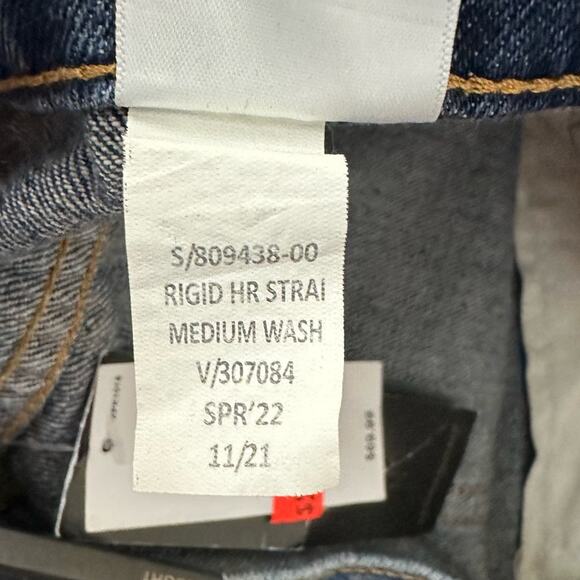 S/809438-00
RIGID HR STRAI
MEDIUM WASH
V/307084
SPR'22
11/21